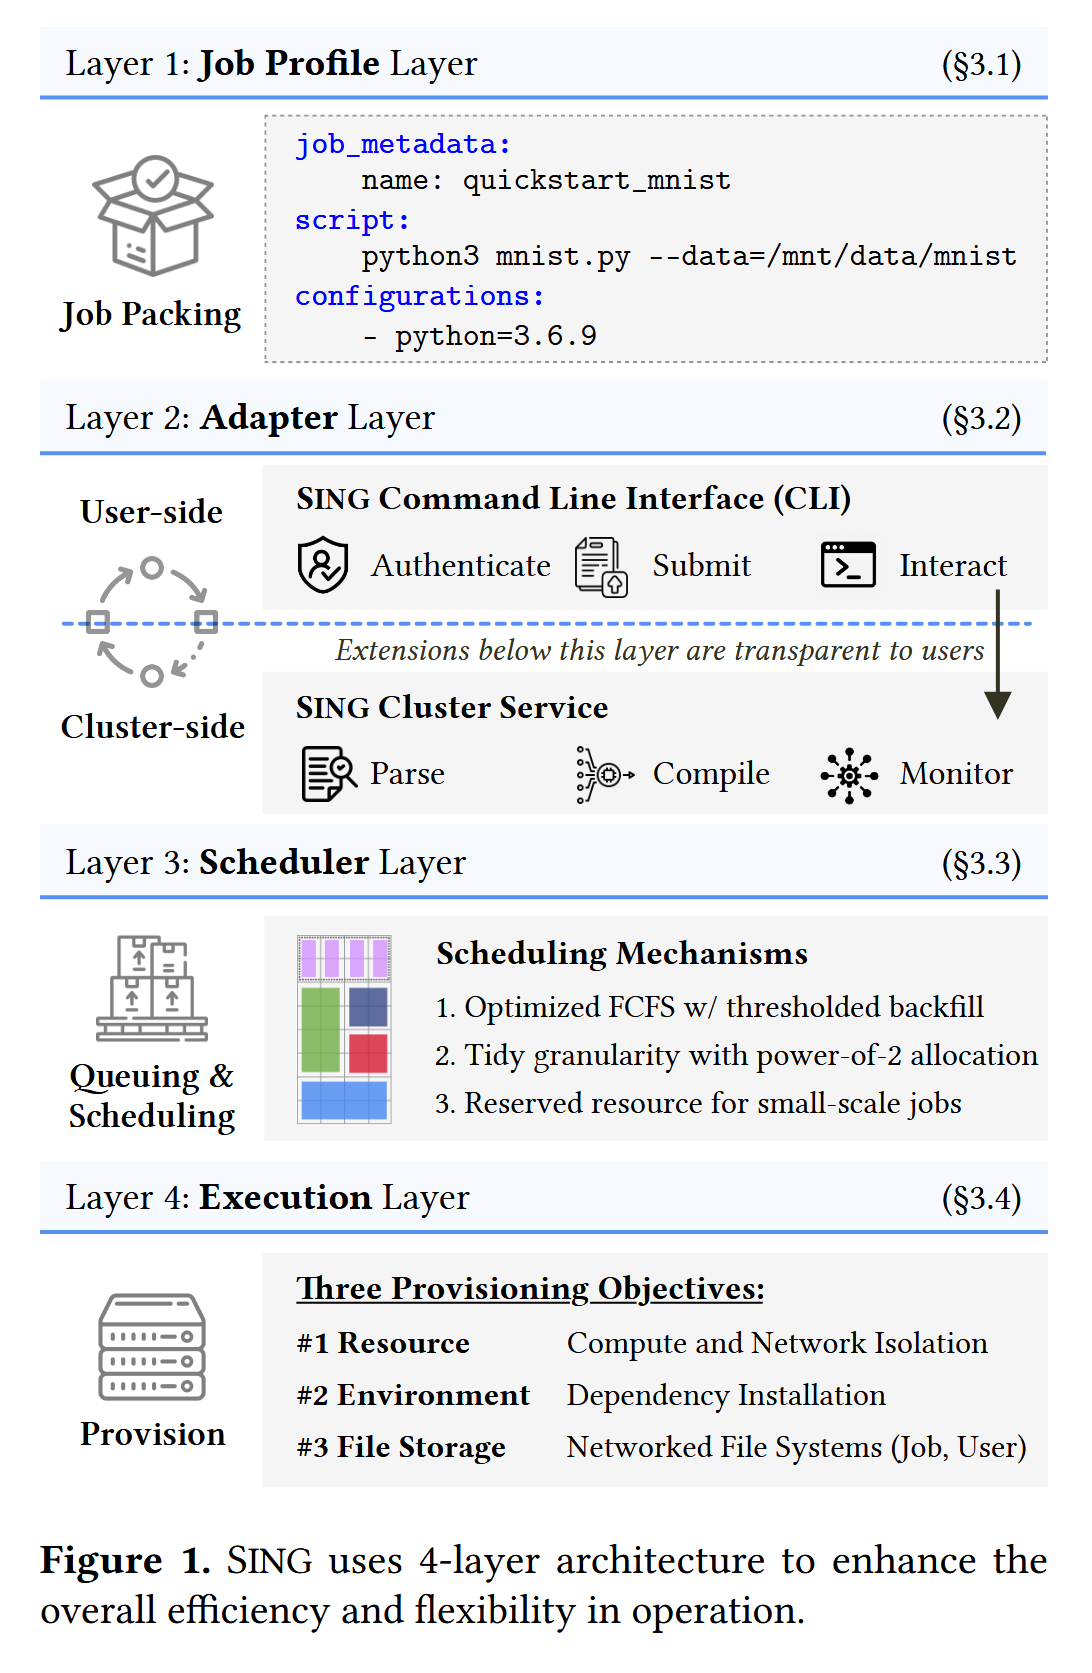 Layer 1: Job Profile Layer (§3.1)
job_metadata:
name: quickstart_mnist
script:
python3 mnist.py --data=/mnt/data/mnist
configurations:
- python=3.6.9
Job Packing
Layer 2: Adapter Layer (§3.2)
User-side
SING Command Line Interface (CLI)
Authenticate Submit Interact
Extensions below this layer are transparent to users
Cluster-side
SING Cluster Service
Parse Compile Monitor
Layer 3: Scheduler Layer (§3.3)
Queuing &
Scheduling
Scheduling Mechanisms
1. Optimized FCFS w/ thresholded backfill
2. Tidy granularity with power-of-2 allocation
3. Reserved resource for small-scale jobs
Layer 4: Execution Layer (§3.4)
Provision
Three Provisioning Objectives:
#1 Resource Compute and Network Isolation
#2 Environment Dependency Installation
#3 File Storage Networked File Systems (Job, User)
Figure 1. SING uses 4-layer architecture to enhance the
overall efficiency and flexibility in operation.